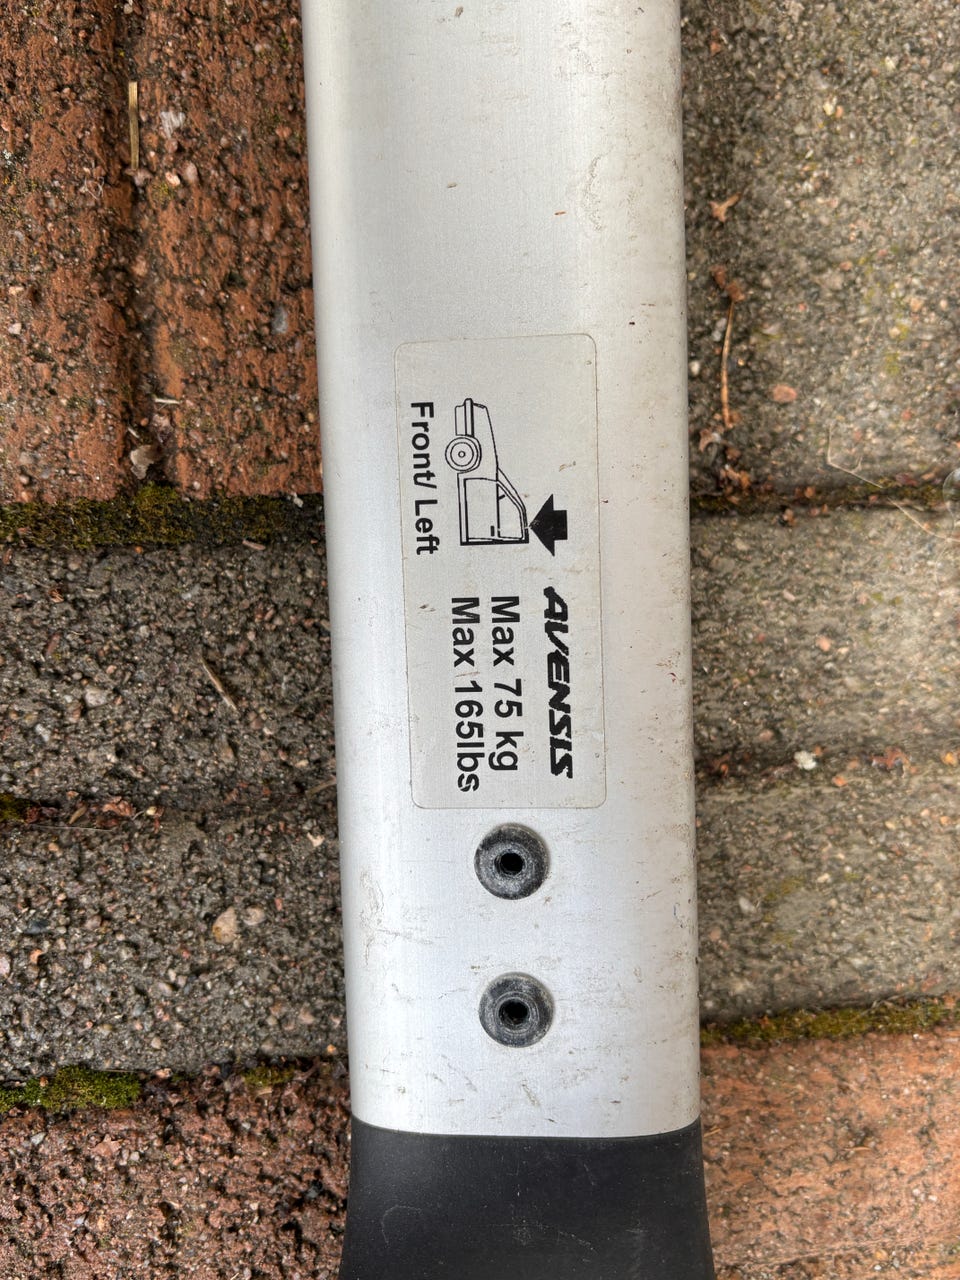 AVENSIS
Max 75 kg
Max 165lbs
Front/ Left